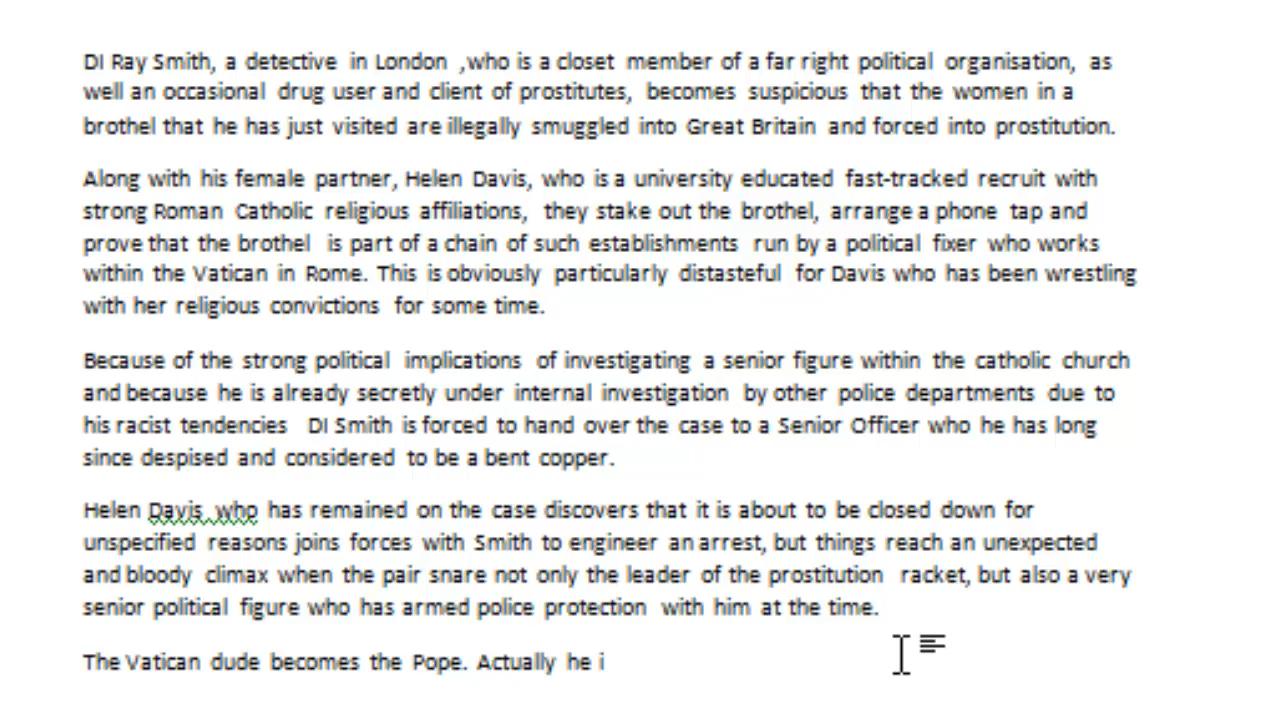 DI Ray Smith, a detective in London ,who is a closet member of a far right political organisation, as
well an occasional drug user and client of prostitutes, becomes suspicious that the women in a
brothel that he has just visited are illegally smuggled into Great Britain and forced into prostitution.
Along with his female partner, Helen Davis, who is a university educated fast-tracked recruit with
strong Roman Catholic religious affiliations, they stake out the brothel, arrange a phone tap and
prove that the brothel is part of a chain of such establishments run by a political fixer who works
within the Vatican in Rome. This is obviously particularly distasteful for Davis who has been wrestling
with her religious convictions for some time.
Because of the strong political implications of investigating a senior figure within the catholic church
and because he is already secretly under internal investigation by other police departments due to
his racist tendencies DI Smith is forced to hand over the case to a Senior Officer who he has long
since despised and considered to be a bent copper.
Helen Davis, who has remained on the case discovers that it is about to be closed down for
unspecified reasons joins forces with Smith to engineer an arrest, but things reach an unexpected
and bloody climax when the pair snare not only the leader of the prostitution racket, but also a very
senior political figure who has armed police protection with him at the time.
The Vatican dude becomes the Pope. Actually he i